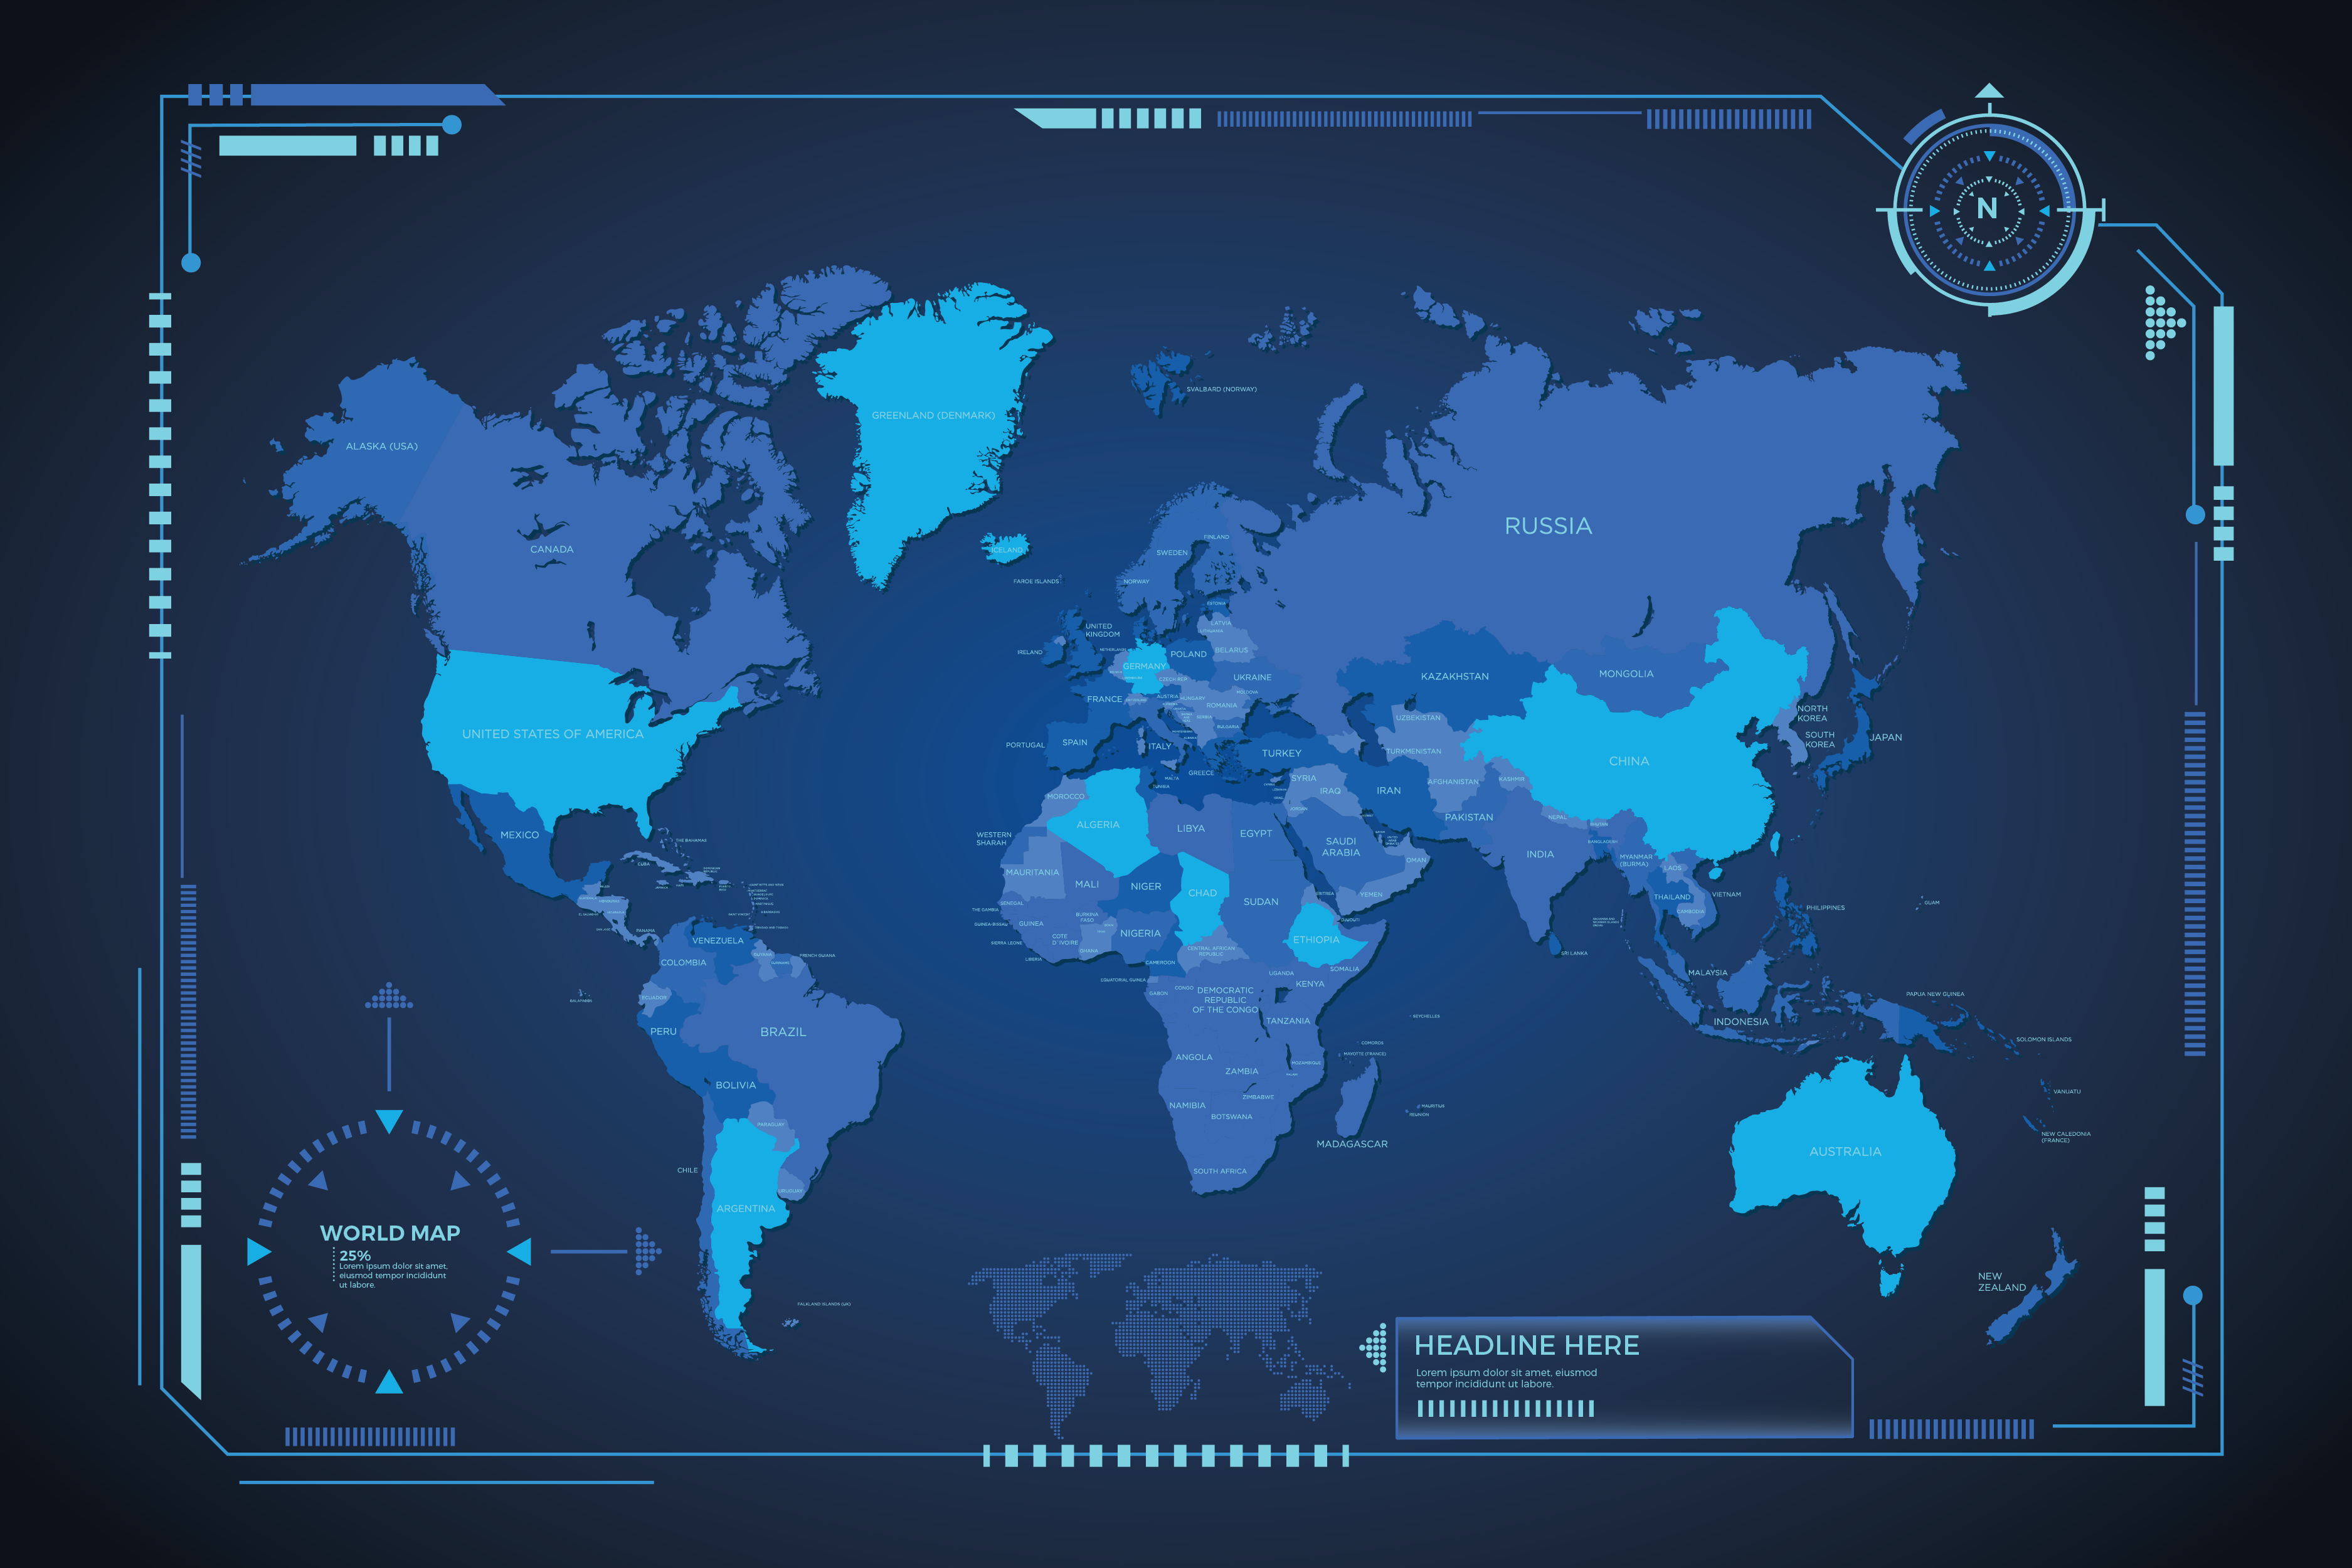 N
SVALBARD (NORWAY)
GREENLAND (DENMARK)
ALASKA (USA)
RUSSIA
CANADA
ICELAND
FINLAND
SWEDEN
FAROE ISLANDS
NORWAY
ESTONIA
LATVIA
LITHUANIA
UNITED
KINGDOM
IRELAND
NETHERLANDS
POLAND
BELARUS
GERMANY
CZECH REP.
UKRAINE
KAZAKHSTAN
MONGOLIA
FRANCE
AUSTRIA
HUNGARY
MOLDOVA
ROMANIA
SERBIA
BULGARIA
UZBEKISTAN
NORTH
KOREA
UNITED STATES OF AMERICA
PORTUGAL
SPAIN
ITALY
TURKEY
TURKMENISTAN
SOUTH
KOREA
JAPAN
CHINA
GREECE
MALTA
TUNISIA
SYRIA
IRAQ
IRAN
AFGHANISTAN
KASHMIR
JORDAN
MOROCCO
ALGERIA
LIBYA
EGYPT
PAKISTAN
NEPAL
BHUTAN
MEXICO
WESTERN
SHARAH
SAUDI
ARABIA
OMAN
INDIA
BANGLADESH
MYANMAR
(BURMA)
LAOS
THE BAHAMAS
CUBA
MAURITANIA
MALI
NIGER
CHAD
SUDAN
ERITREA
YEMEN
THAILAND
VIETNAM
CAMBODIA
PHILIPPINES
GUAM
SENEGAL
THE GAMBIA
GUINEA-BISSAU
GUINEA
BURKINA
FASO
SIERRA LEONE
COTE
D'IVOIRE
LIBERIA
GHANA
NIGERIA
DJIBOUTI
ETHIOPIA
CENTRAL AFRICAN
REPUBLIC
CAMEROON
SOMALIA
SRI LANKA
PANAMA
VENEZUELA
GUYANA
SURINAME
FRENCH GUIANA
COLOMBIA
EQUATORIAL GUINEA
GABON
CONGO
UGANDA
KENYA
DEMOCRATIC
REPUBLIC
OF THE CONGO
TANZANIA
SEYCHELLES
MALAYSIA
INDONESIA
PAPUA NEW GUINEA
SOLOMON ISLANDS
GALAPAGOS
ECUADOR
PERU
BRAZIL
BOLIVIA
COMOROS
MAYOTTE (FRANCE)
ANGOLA
ZAMBIA
MOZAMBIQUE
MALAWI
ZIMBABWE
NAMIBIA
BOTSWANA
MAURITIUS
REUNION
MADAGASCAR
SOUTH AFRICA
VANUATU
NEW CALEDONIA
(FRANCE)
AUSTRALIA
PARAGUAY
CHILE
URUGUAY
ARGENTINA
FALKLAND ISLANDS (UK)
NEW
ZEALAND
WORLD MAP
25%
Lorem ipsum dolor sit amet,
eiusmod tempor incididunt
ut labore.
HEADLINE HERE
Lorem ipsum dolor sit amet, eiusmod
tempor incididunt ut labore.